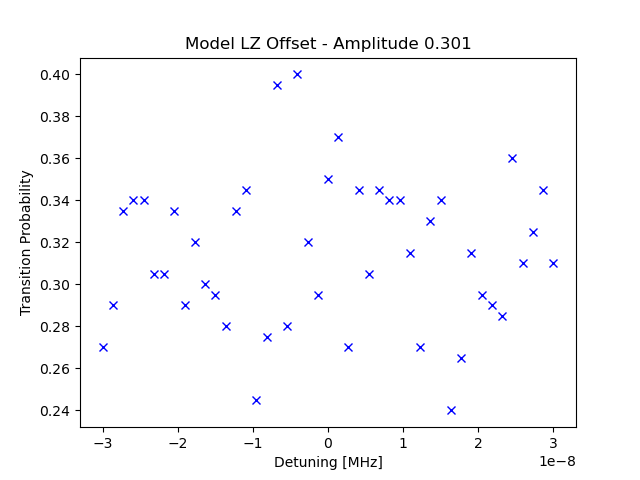 Model LZ Offset - Amplitude 0.301
Transition Probability
0.40
0.38
0.36
0.34
0.32
0.30
0.28
0.26
0.24
−3 −2 −1 0 1 2 3
1e−8
Detuning [MHz]